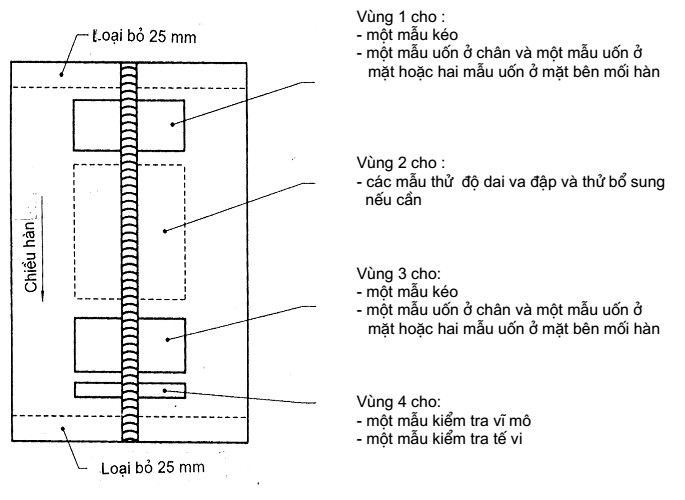 Loại bỏ 25 mm
Chiều hàn
Loại bỏ 25 mm
Vùng 1 cho :
- một mẫu kéo
- một mẫu uốn ở chân và một mẫu uốn ở
mặt hoặc hai mẫu uốn ở mặt bên mối hàn
Vùng 2 cho :
- các mẫu thử độ dai va đập và thử bổ sung
nếu cần
Vùng 3 cho:
- một mẫu kéo
- một mẫu uốn ở chân và một mẫu uốn ở
mặt hoặc hai mẫu uốn ở mặt bên mối hàn
Vùng 4 cho:
- một mẫu kiểm tra vĩ mô
- một mẫu kiểm tra tế vi